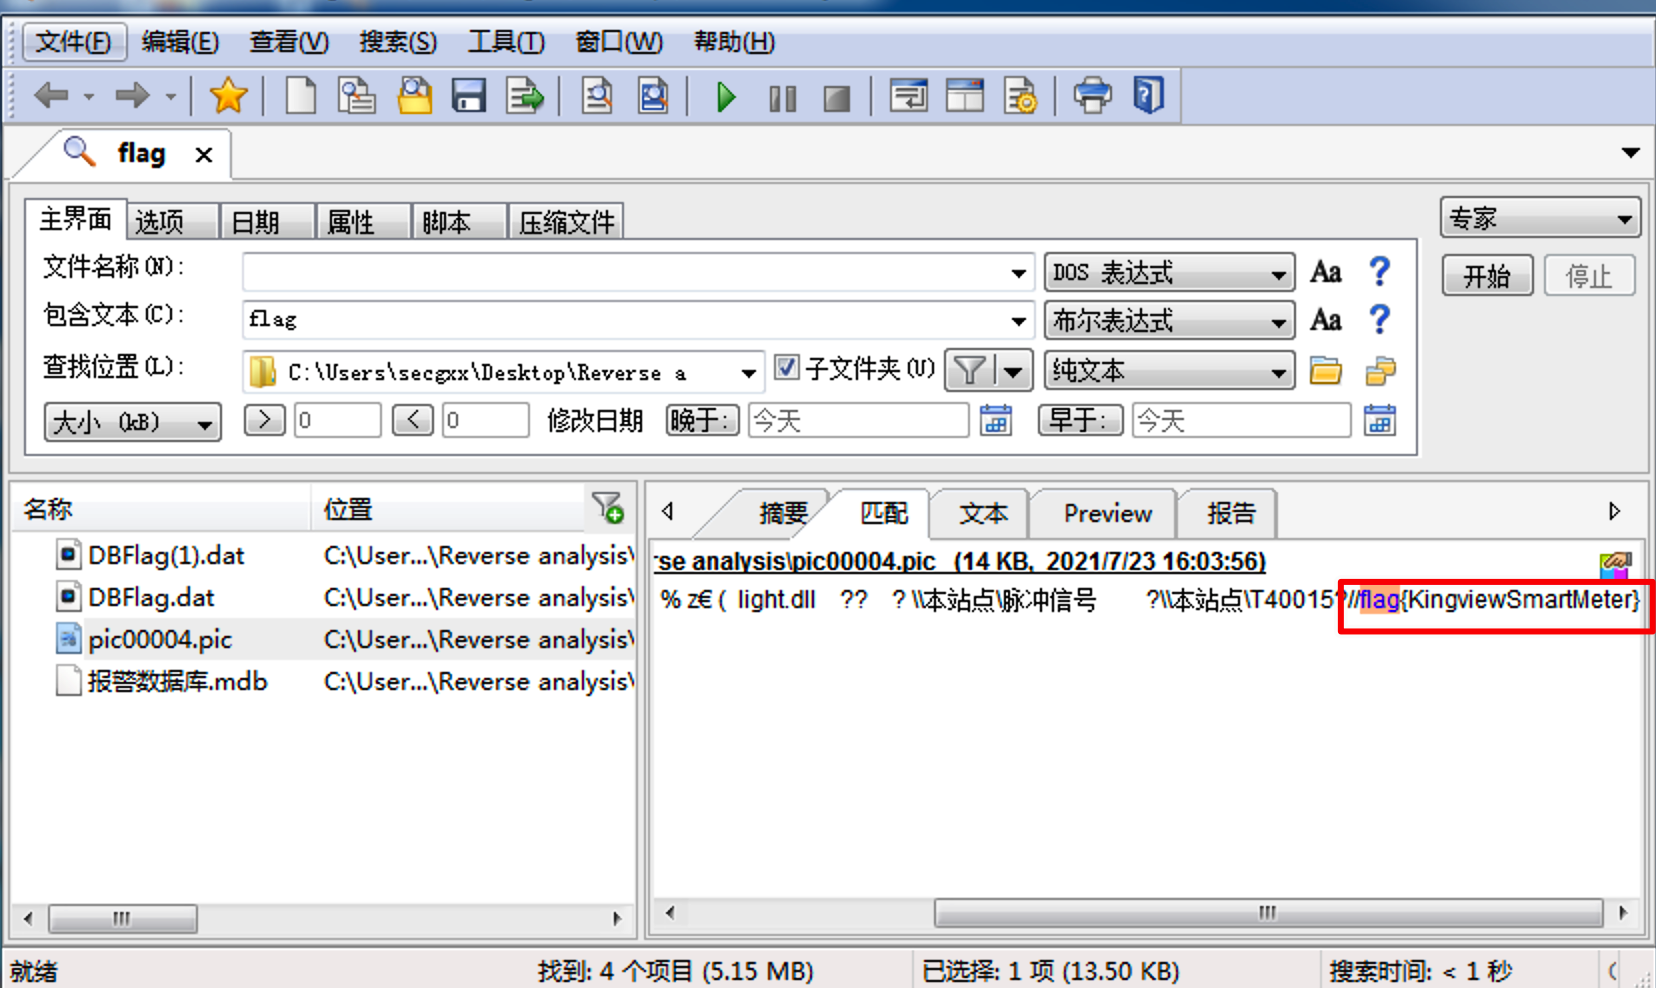 文件(F) 编辑(E) 查看(V) 搜索(S) 工具(T) 窗口(W) 帮助(H)
flag
主界面 选项 日期 属性 脚本 压缩文件
专家
文件名称(N): DOS 表达式 Aa ?
开始 停止
包含文本(C): flag 布尔表达式 Aa ?
查找位置(L): C:\Users\secgxx\Desktop\Reverse a 子文件夹(U) 纯文本
大小 (kB) > 0 < 0 修改日期 晚于: 今天 早于: 今天
名称 位置
DBFlag(1).dat C:\User...\Reverse analysis\
DBFlag.dat C:\User...\Reverse analysis\
pic00004.pic C:\User...\Reverse analysis\
报警数据库.mdb C:\User...\Reverse analysis\
摘要 匹配 文本 Preview 报告
se analysis\pic00004.pic (14 KB, 2021/7/23 16:03:56)
% z€ ( light.dll ?? ? \\本站点\脉冲信号 ?\\本站点\T40015?//flag{KingviewSmartMeter}
就绪 找到: 4 个项目 (5.15 MB) 已选择: 1 项 (13.50 KB) 搜索时间: < 1 秒 (